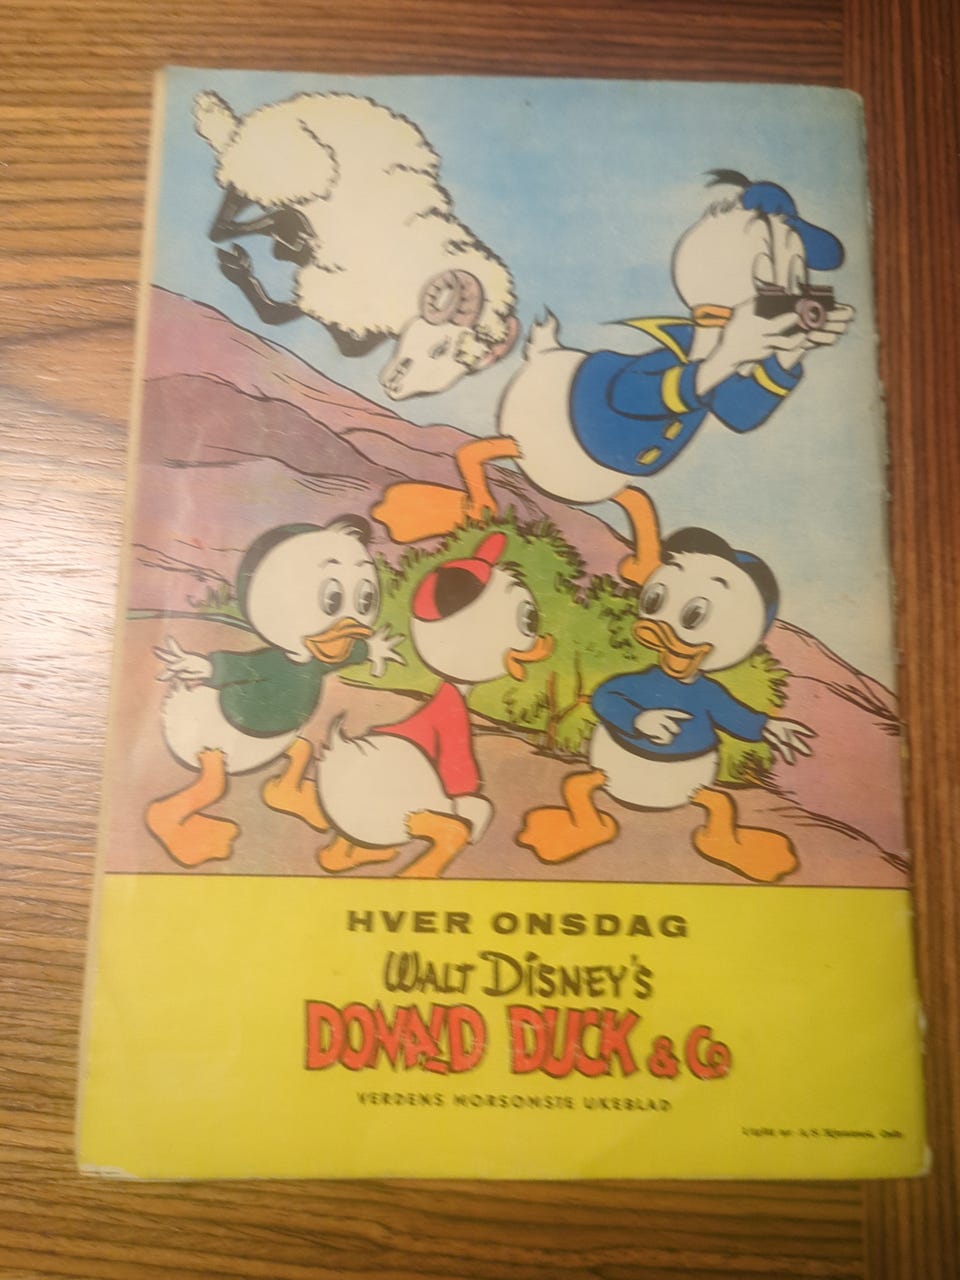 HVER ONSDAG
WALT DISNEY'S
DONALD DUCK & Co
VERDENS MORSOMSTE UKEBLAD